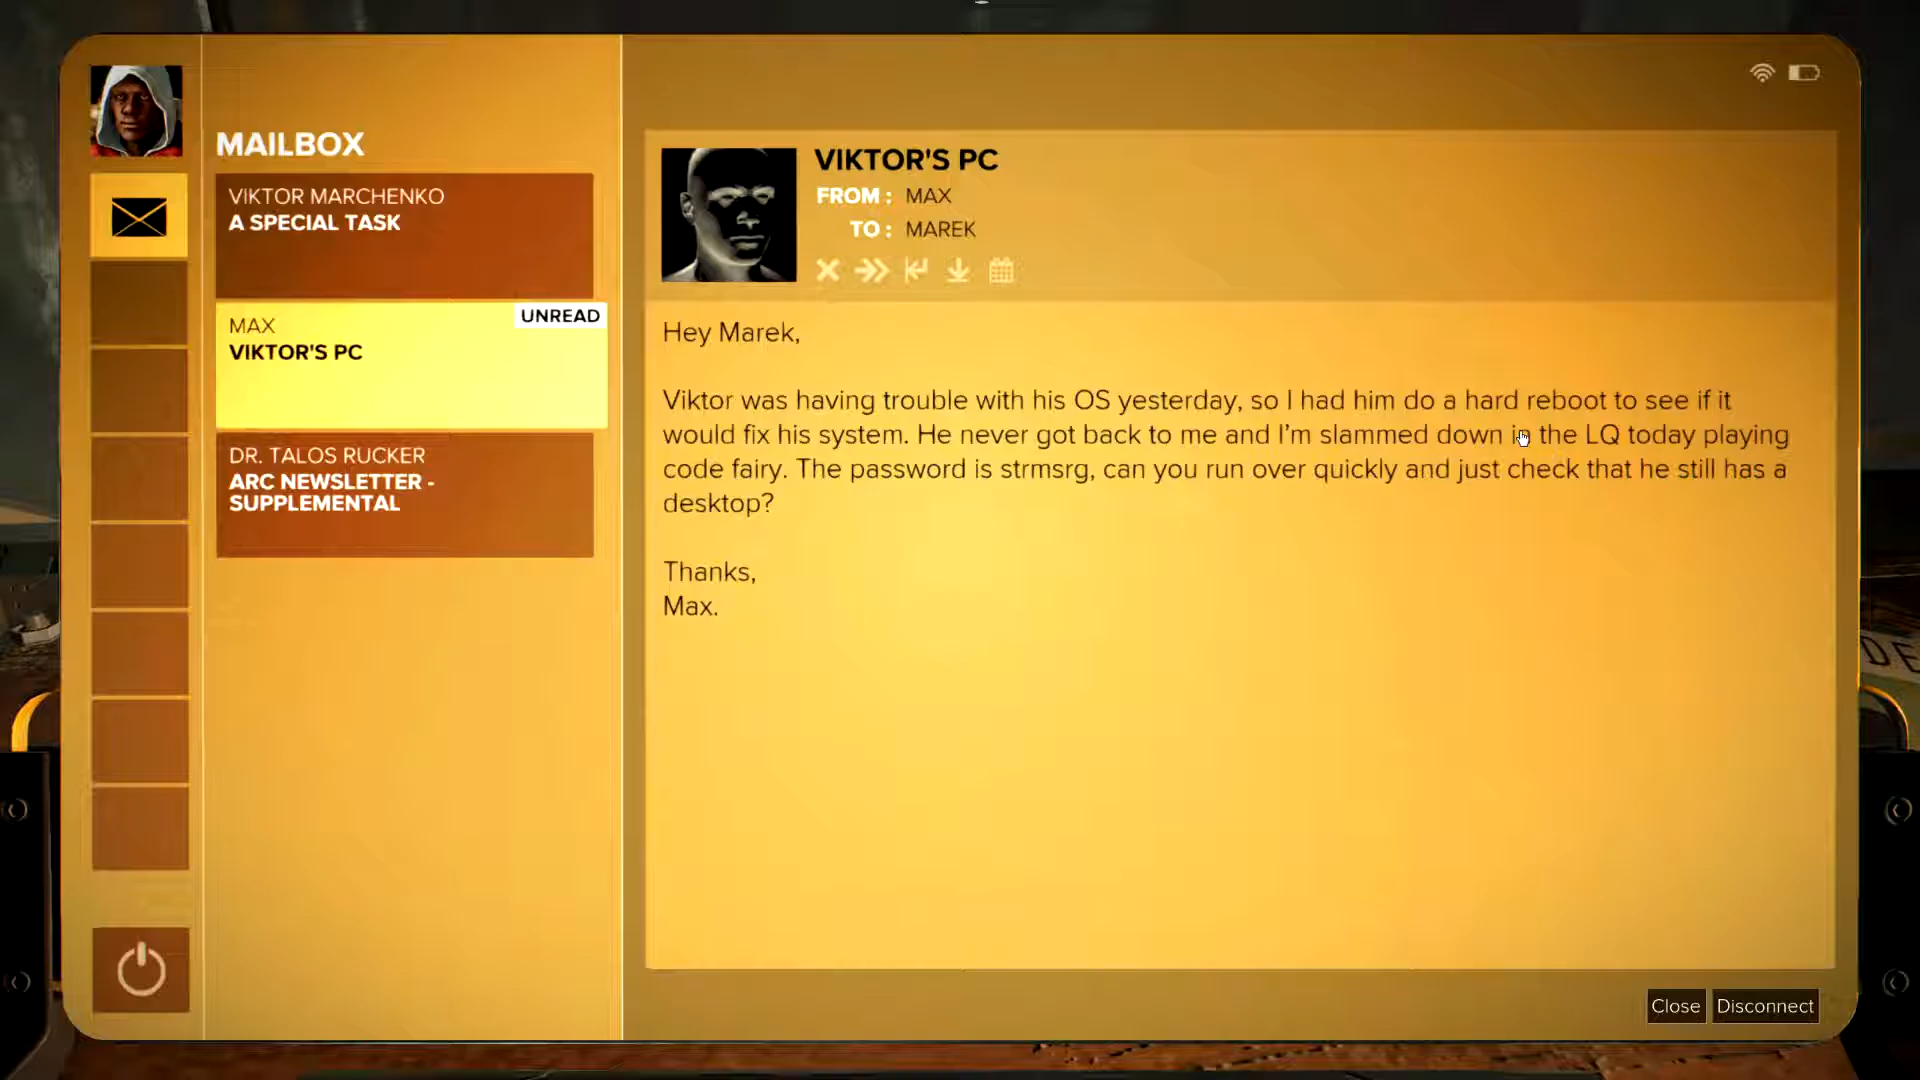 MAILBOX
VIKTOR MARCHENKO
A SPECIAL TASK
MAX
UNREAD
VIKTOR'S PC
DR. TALOS RUCKER
ARC NEWSLETTER -
SUPPLEMENTAL
VIKTOR'S PC
FROM : MAX
TO : MAREK
Hey Marek,
Viktor was having trouble with his OS yesterday, so I had him do a hard reboot to see if it
would fix his system. He never got back to me and I'm slammed down in the LQ today playing
code fairy. The password is strmsrg, can you run over quickly and just check that he still has a
desktop?
Thanks,
Max.
DE
Close Disconnect